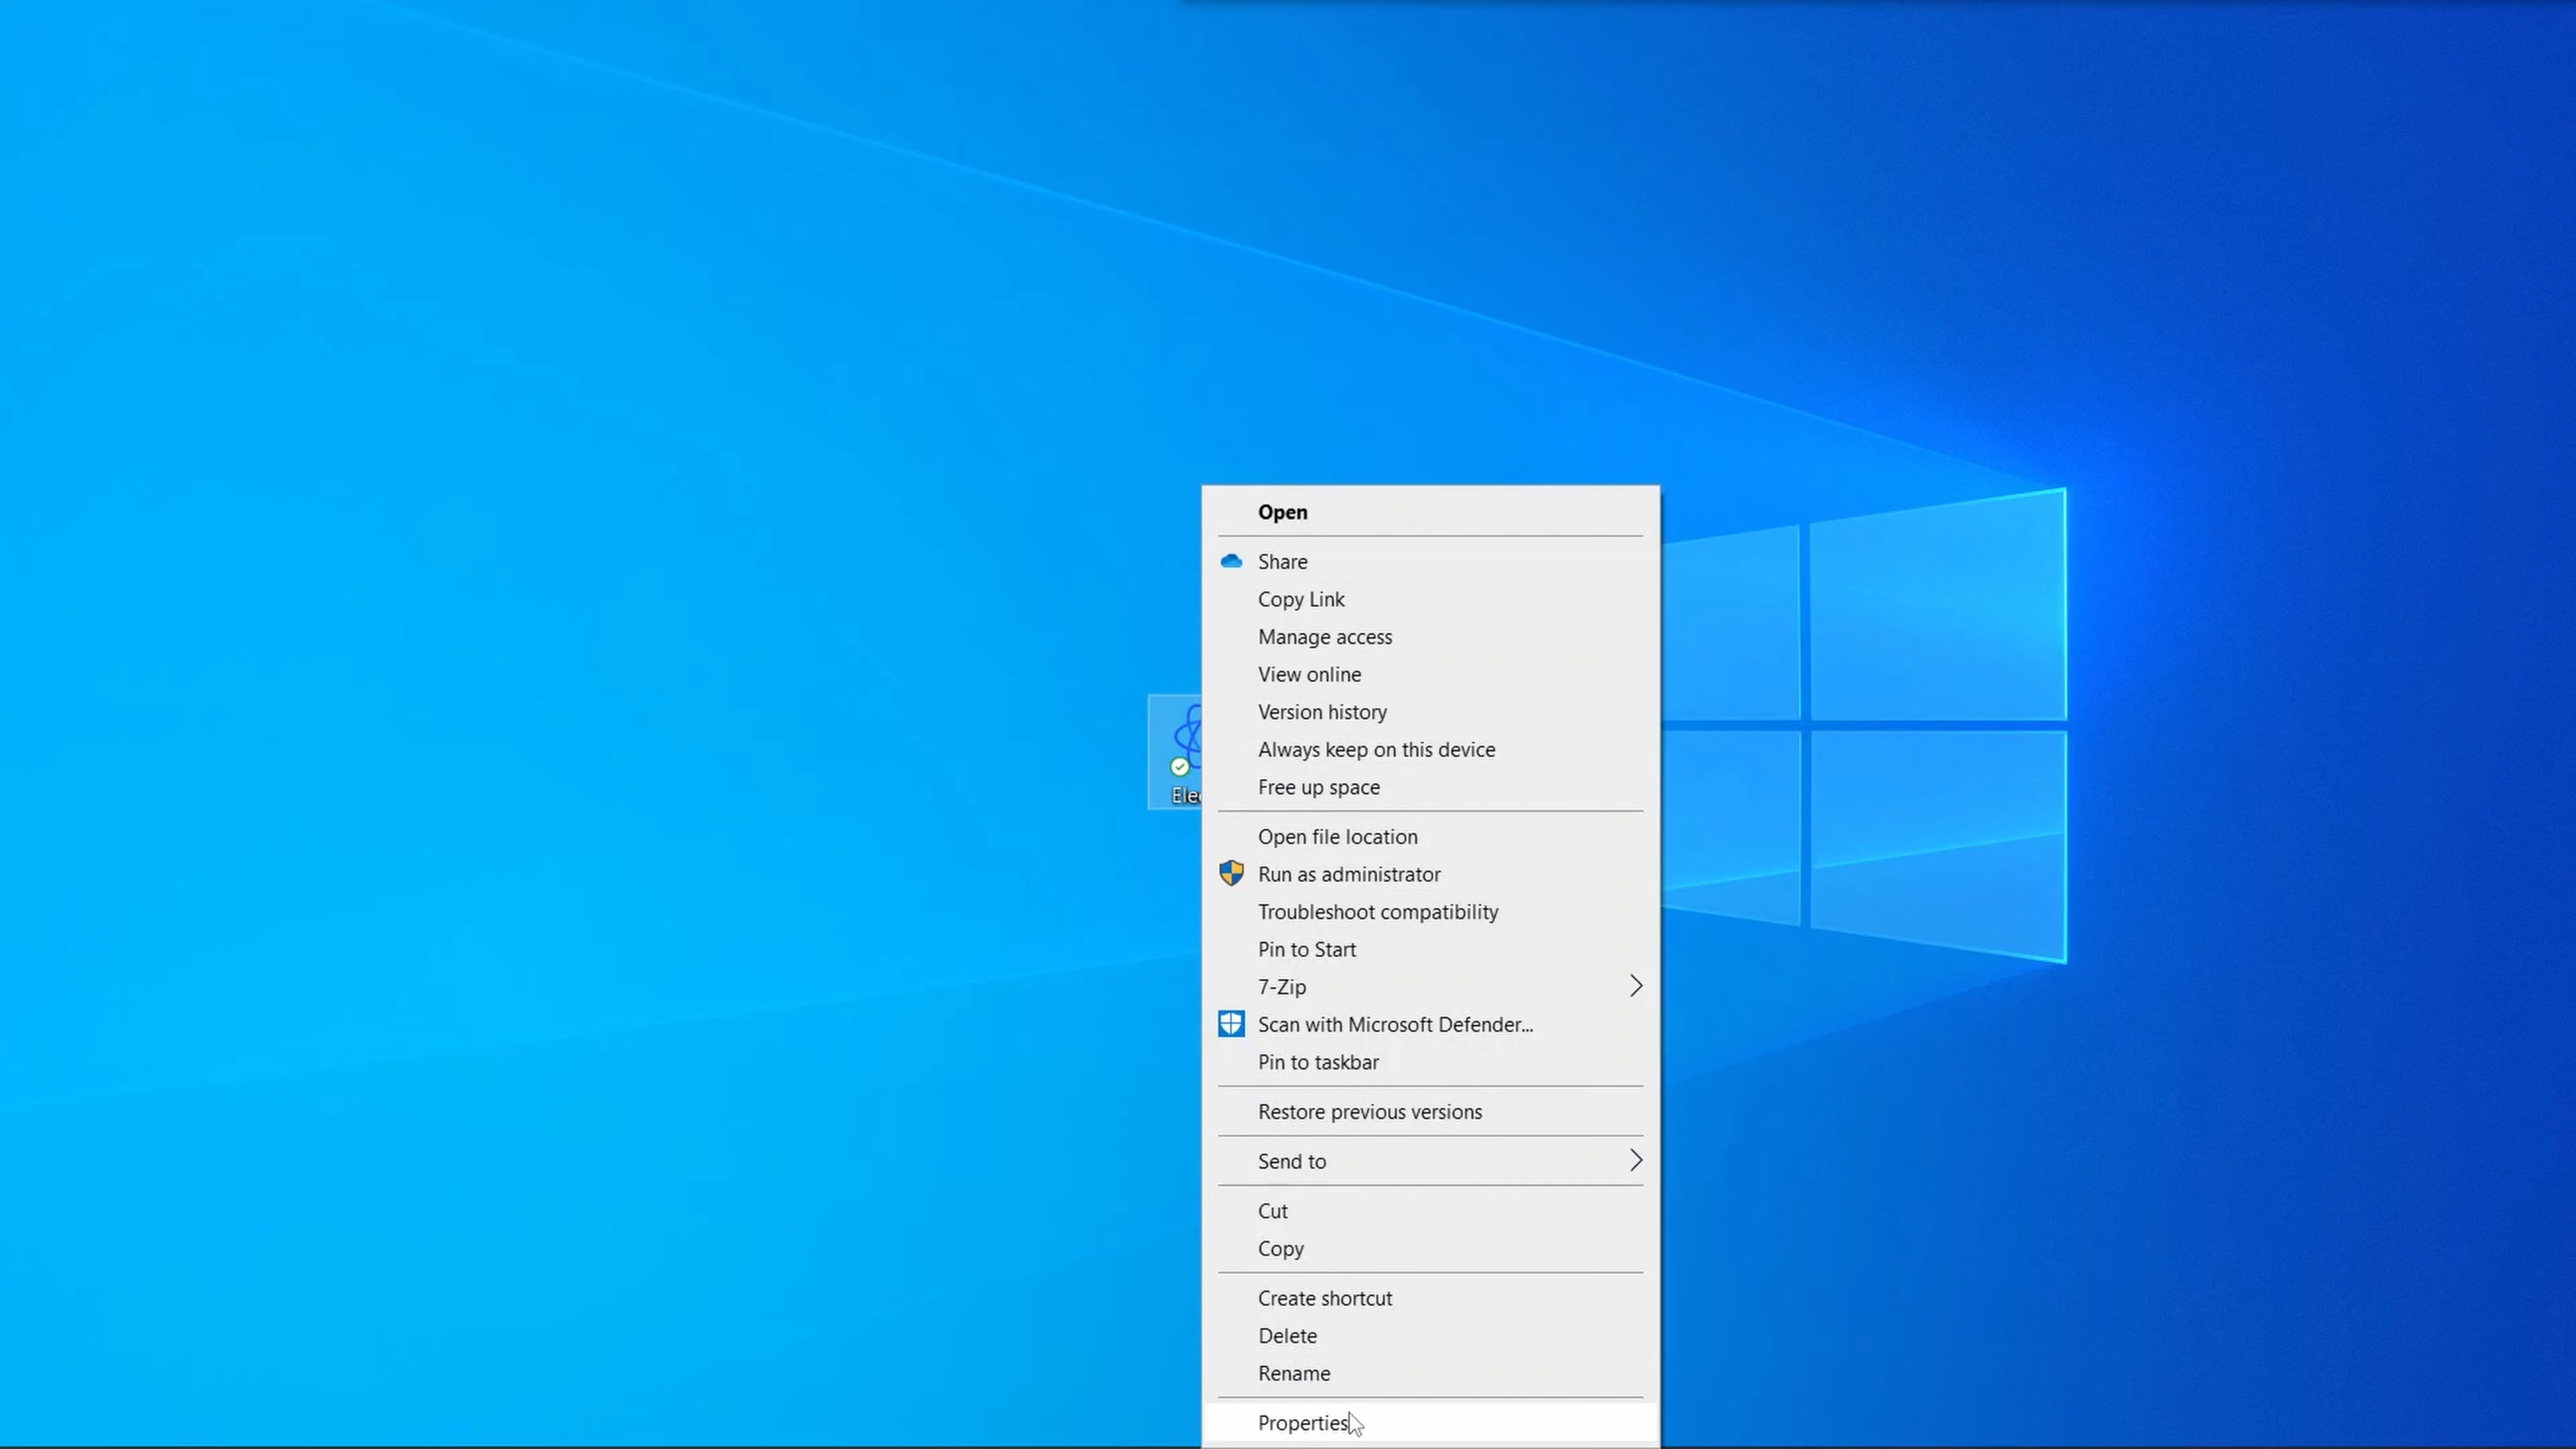 Open
Share
Copy Link
Manage access
View online
Version history
Always keep on this device
Free up space
Open file location
Run as administrator
Troubleshoot compatibility
Pin to Start
7-Zip
Scan with Microsoft Defender...
Pin to taskbar
Restore previous versions
Send to
Cut
Copy
Create shortcut
Delete
Rename
Properties